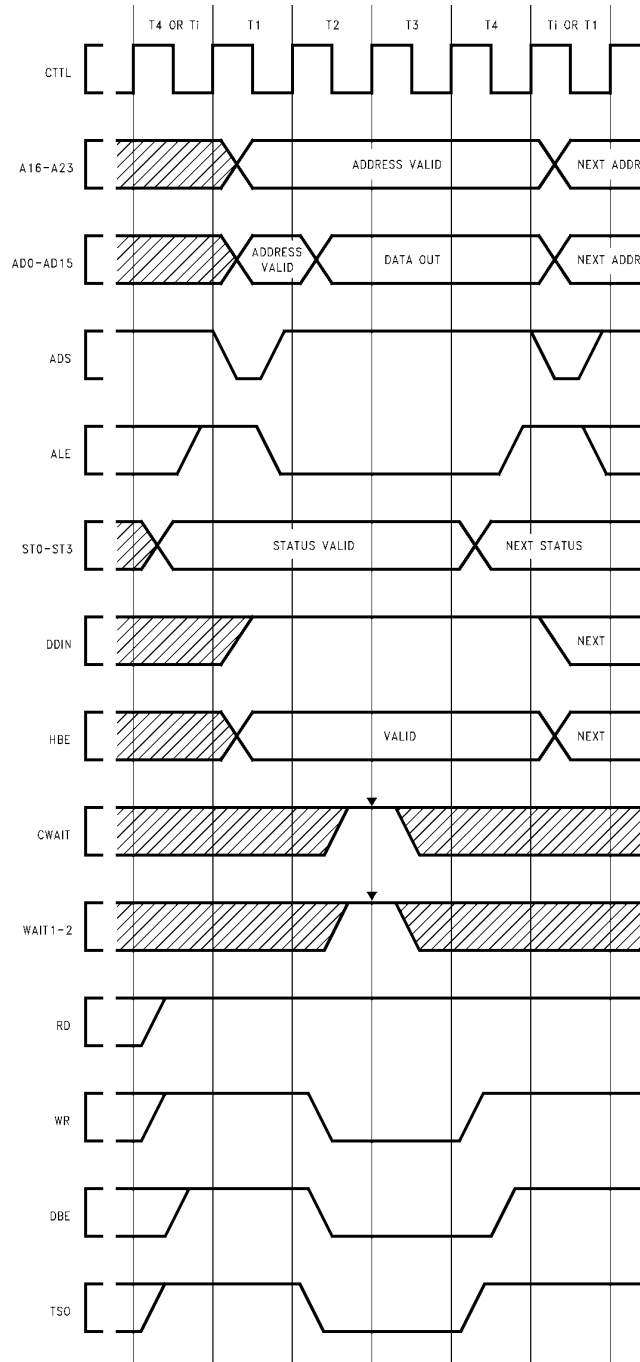 T4 OR Ti T1 T2 T3 T4 Ti OR T1
CTTL
A16-A23 ADDRESS VALID NEXT ADDR
AD0-AD15 ADDRESS VALID DATA OUT NEXT ADDR
ADS
ALE
ST0-ST3 STATUS VALID NEXT STATUS
DDIN NEXT
HBE VALID NEXT
CWAIT
WAIT1-2
RD
WR
DBE
TSO